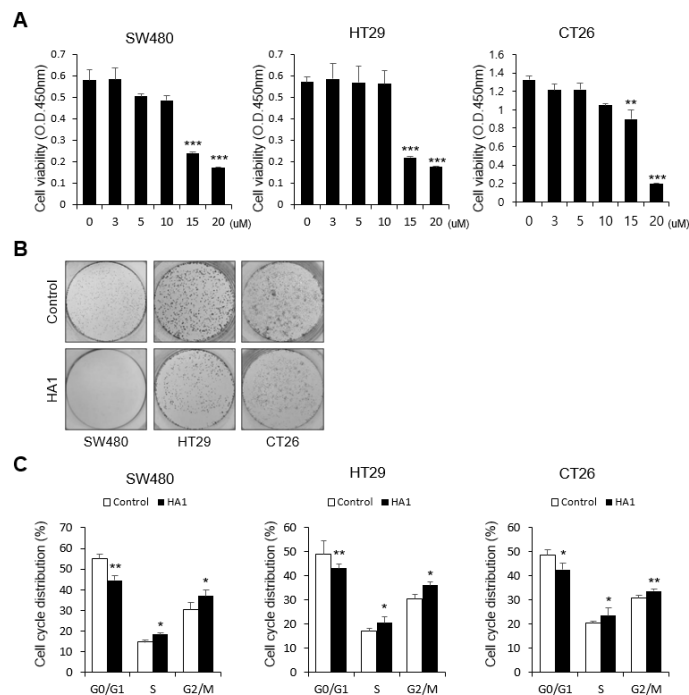 A
SW480
HT29
CT26
Cell viability (O.D.450nm)
0.7
0.6
0.5
0.4
0.3
0.2
0.1
0
***
***
0 3 5 10 15 20 (uM)
Cell viability (O.D.450nm)
0.7
0.6
0.5
0.4
0.3
0.2
0.1
0
***
***
0 3 5 10 15 20 (uM)
Cell viability (O.D.450nm)
1.6
1.4
1.2
1
0.8
0.6
0.4
0.2
0
**
***
0 3 5 10 15 20 (uM)
B
Control
HA1
SW480 HT29 CT26
C
SW480
HT29
CT26
Control HA1
Cell cycle distribution (%)
70
60
50
40
30
20
10
0
**
*
*
G0/G1 S G2/M
Control HA1
Cell cycle distribution (%)
60
50
40
30
20
10
0
**
*
*
G0/G1 S G2/M
Control HA1
Cell cycle distribution (%)
60
50
40
30
20
10
0
*
*
**
G0/G1 S G2/M